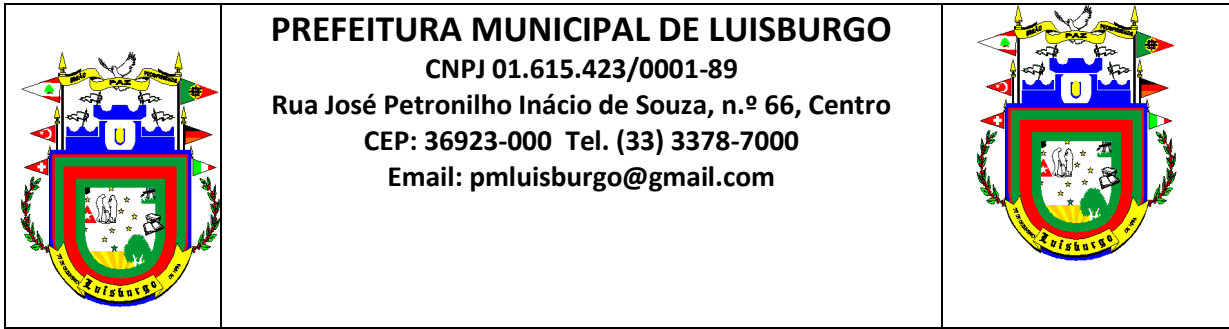 PREFEITURA MUNICIPAL DE LUISBURGO
CNPJ 01.615.423/0001-89
Rua José Petronilho Inácio de Souza, n.º 66, Centro
CEP: 36923-000 Tel. (33) 3378-7000
Email: pmluisburgo@gmail.com
PAZ
Luisburgo
PAZ
Luisburgo